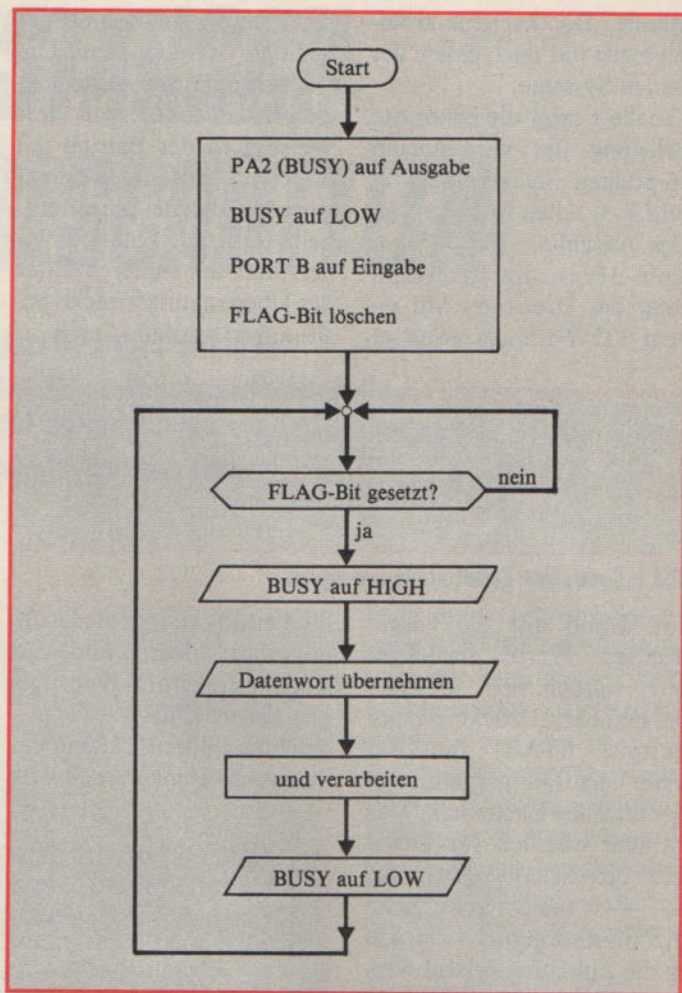 Start
PA2 (BUSY) auf Ausgabe
BUSY auf LOW
PORT B auf Eingabe
FLAG-Bit löschen
FLAG-Bit gesetzt?
nein
ja
BUSY auf HIGH
Datenwort übernehmen
und verarbeiten
BUSY auf LOW